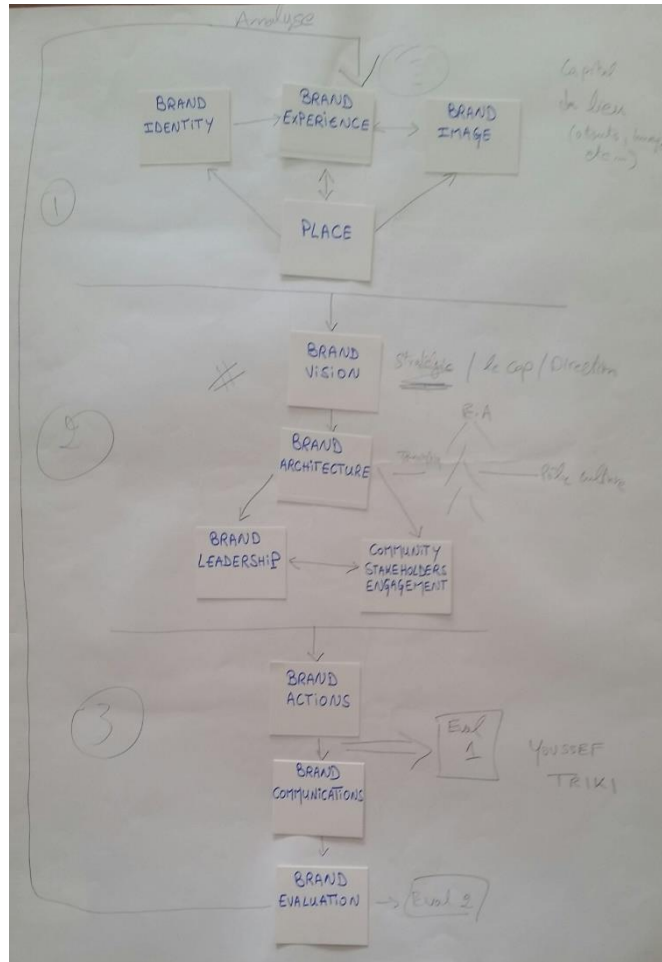 Analyse
BRAND
IDENTITY
BRAND
EXPERIENCE
BRAND
IMAGE
Capital
du lieu
1
PLACE
BRAND
VISION
Stratégie / le cap / Direction
2
B.A
BRAND
ARCHITECTURE
culture
BRAND
LEADERSHIP
COMMUNITY
STAKEHOLDERS
ENGAGEMENT
3
BRAND
ACTIONS
Eval
1
YOUSSEF
TRIKI
BRAND
COMMUNICATIONS
BRAND
EVALUATION
Eval 2